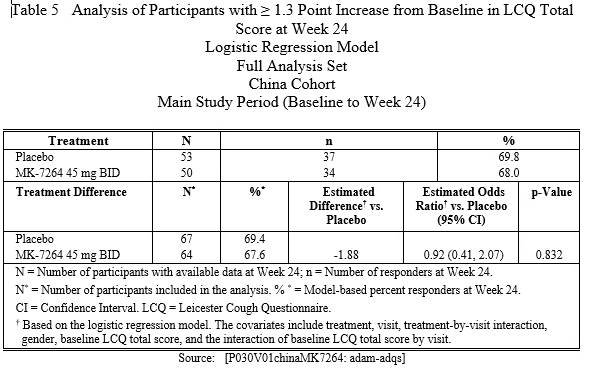 Table 5 Analysis of Participants with ≥ 1.3 Point Increase from Baseline in LCQ Total
Score at Week 24
Logistic Regression Model
Full Analysis Set
China Cohort
Main Study Period (Baseline to Week 24)
Treatment N n %
Placebo 53 37 69.8
MK-7264 45 mg BID 50 34 68.0
Treatment Difference N* %* Estimated Difference† vs. Placebo Estimated Odds Ratio† vs. Placebo (95% CI) p-Value
Placebo 67 69.4
MK-7264 45 mg BID 64 67.6 -1.88 0.92 (0.41, 2.07) 0.832
N = Number of participants with available data at Week 24; n = Number of responders at Week 24.
N* = Number of participants included in the analysis. % * = Model-based percent responders at Week 24.
CI = Confidence Interval. LCQ = Leicester Cough Questionnaire.
† Based on the logistic regression model. The covariates include treatment, visit, treatment-by-visit interaction,
gender, baseline LCQ total score, and the interaction of baseline LCQ total score by visit.
Source: [P030V01chinaMK7264: adam-adqs]